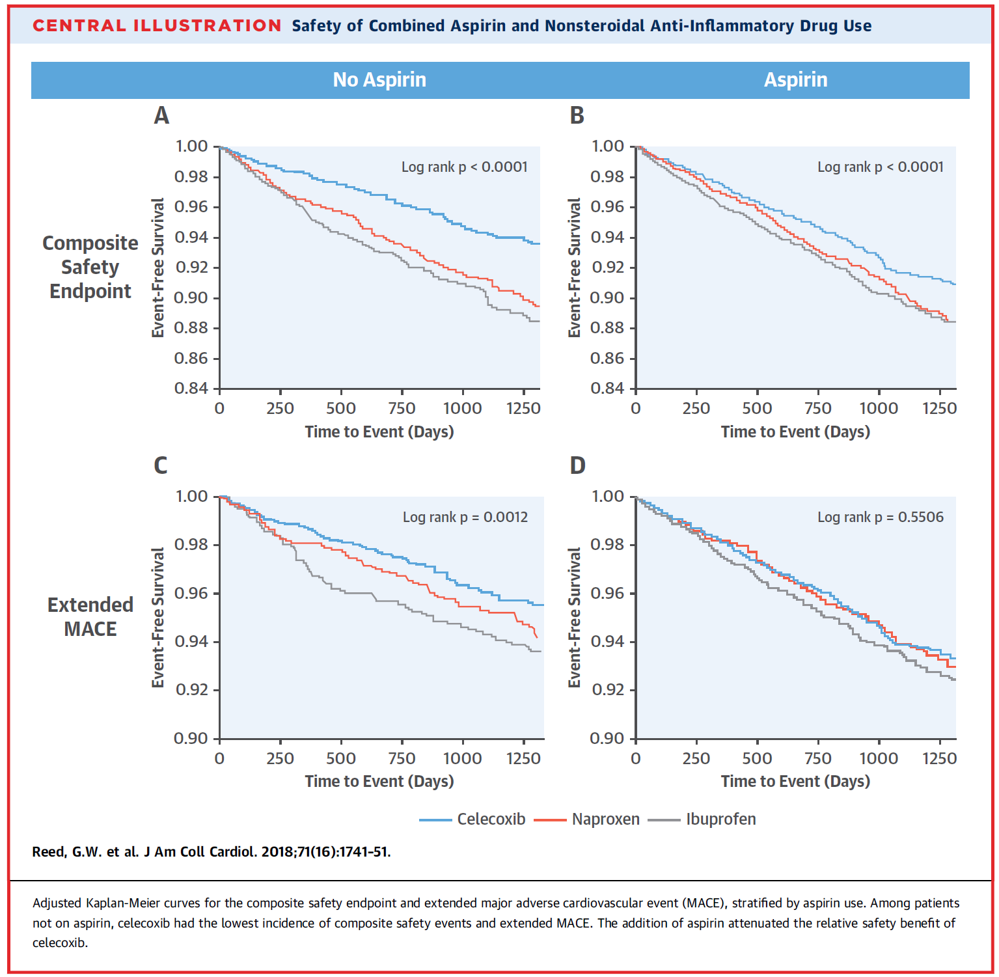 CENTRAL ILLUSTRATION Safety of Combined Aspirin and Nonsteroidal Anti-Inflammatory Drug Use
No Aspirin
Aspirin
Composite
Safety
Endpoint
A
Event-Free Survival
1.00
0.98
0.96
0.94
0.92
0.90
0.88
0.86
0.84
Log rank p < 0.0001
0 250 500 750 1000 1250
Time to Event (Days)
B
Event-Free Survival
1.00
0.98
0.96
0.94
0.92
0.90
0.88
0.86
0.84
Log rank p < 0.0001
0 250 500 750 1000 1250
Time to Event (Days)
Extended
MACE
C
Event-Free Survival
1.00
0.98
0.96
0.94
0.92
0.90
Log rank p = 0.0012
0 250 500 750 1000 1250
Time to Event (Days)
D
Event-Free Survival
1.00
0.98
0.96
0.94
0.92
0.90
Log rank p = 0.5506
0 250 500 750 1000 1250
Time to Event (Days)
Celecoxib Naproxen Ibuprofen
Reed, G.W. et al. J Am Coll Cardiol. 2018;71(16):1741–51.
Adjusted Kaplan-Meier curves for the composite safety endpoint and extended major adverse cardiovascular event (MACE), stratified by aspirin use. Among patients
not on aspirin, celecoxib had the lowest incidence of composite safety events and extended MACE. The addition of aspirin attenuated the relative safety benefit of
celecoxib.